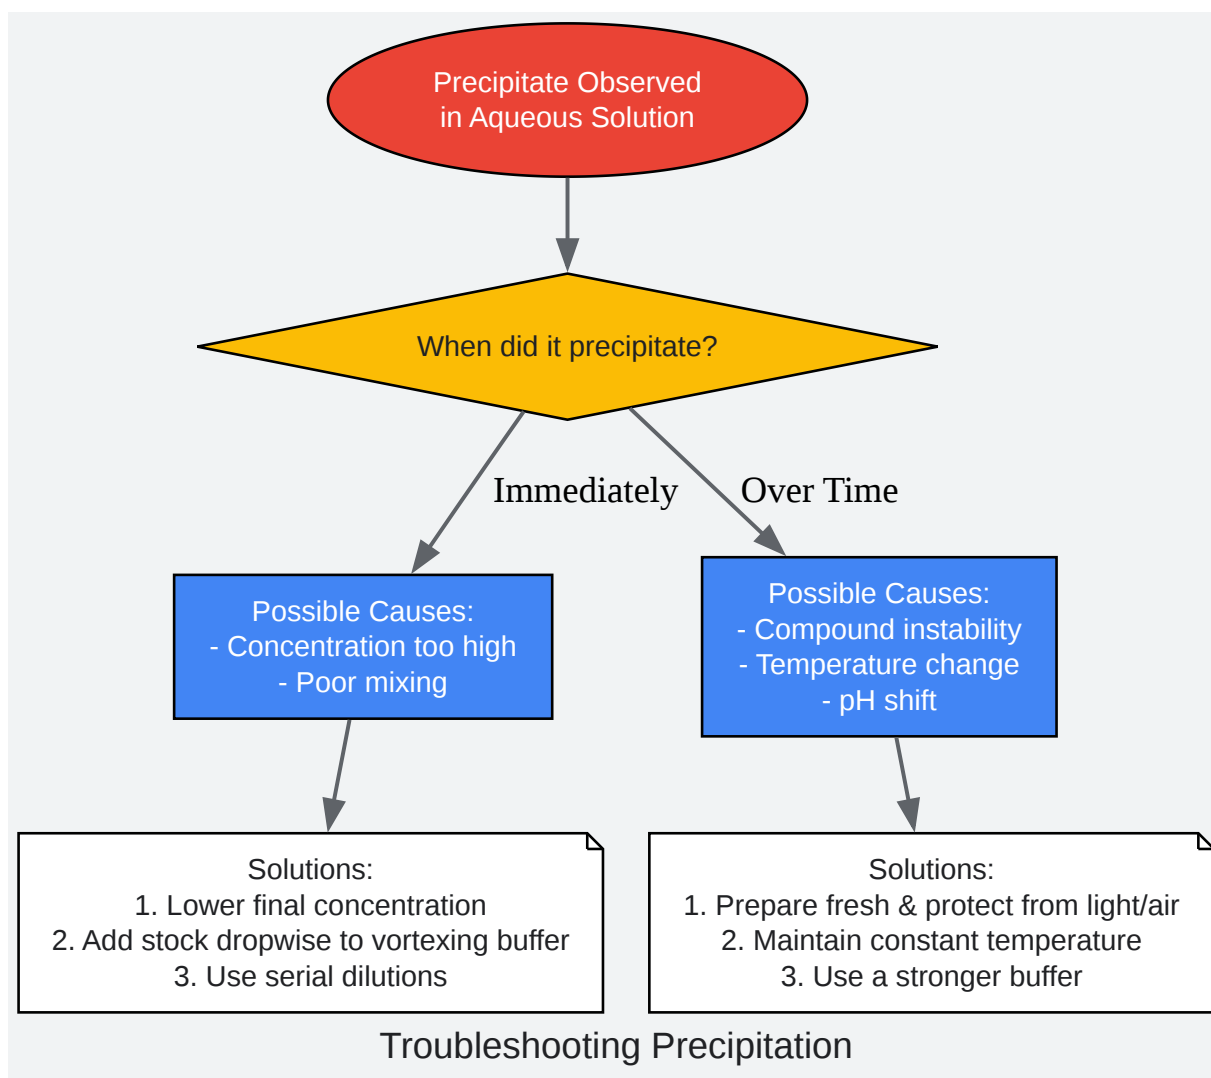 Precipitate Observed
in Aqueous Solution
When did it precipitate?
Immediately
Over Time
Possible Causes:
- Concentration too high
- Poor mixing
Possible Causes:
- Compound instability
- Temperature change
- pH shift
Solutions:
1. Lower final concentration
2. Add stock dropwise to vortexing buffer
3. Use serial dilutions
Solutions:
1. Prepare fresh & protect from light/air
2. Maintain constant temperature
3. Use a stronger buffer
Troubleshooting Precipitation